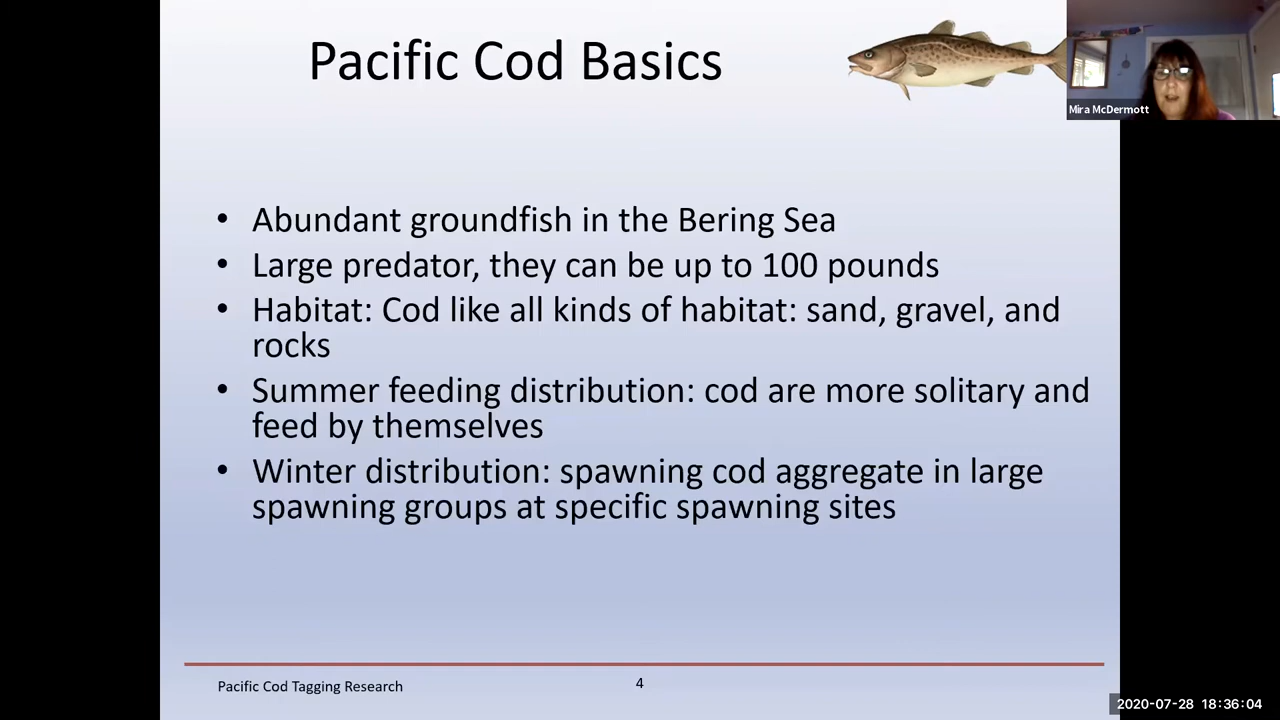 Pacific Cod Basics
Mira McDermott
• Abundant groundfish in the Bering Sea
• Large predator, they can be up to 100 pounds
• Habitat: Cod like all kinds of habitat: sand, gravel, and
rocks
• Summer feeding distribution: cod are more solitary and
feed by themselves
• Winter distribution: spawning cod aggregate in large
spawning groups at specific spawning sites
Pacific Cod Tagging Research
4
2020-07-28 18:36:04